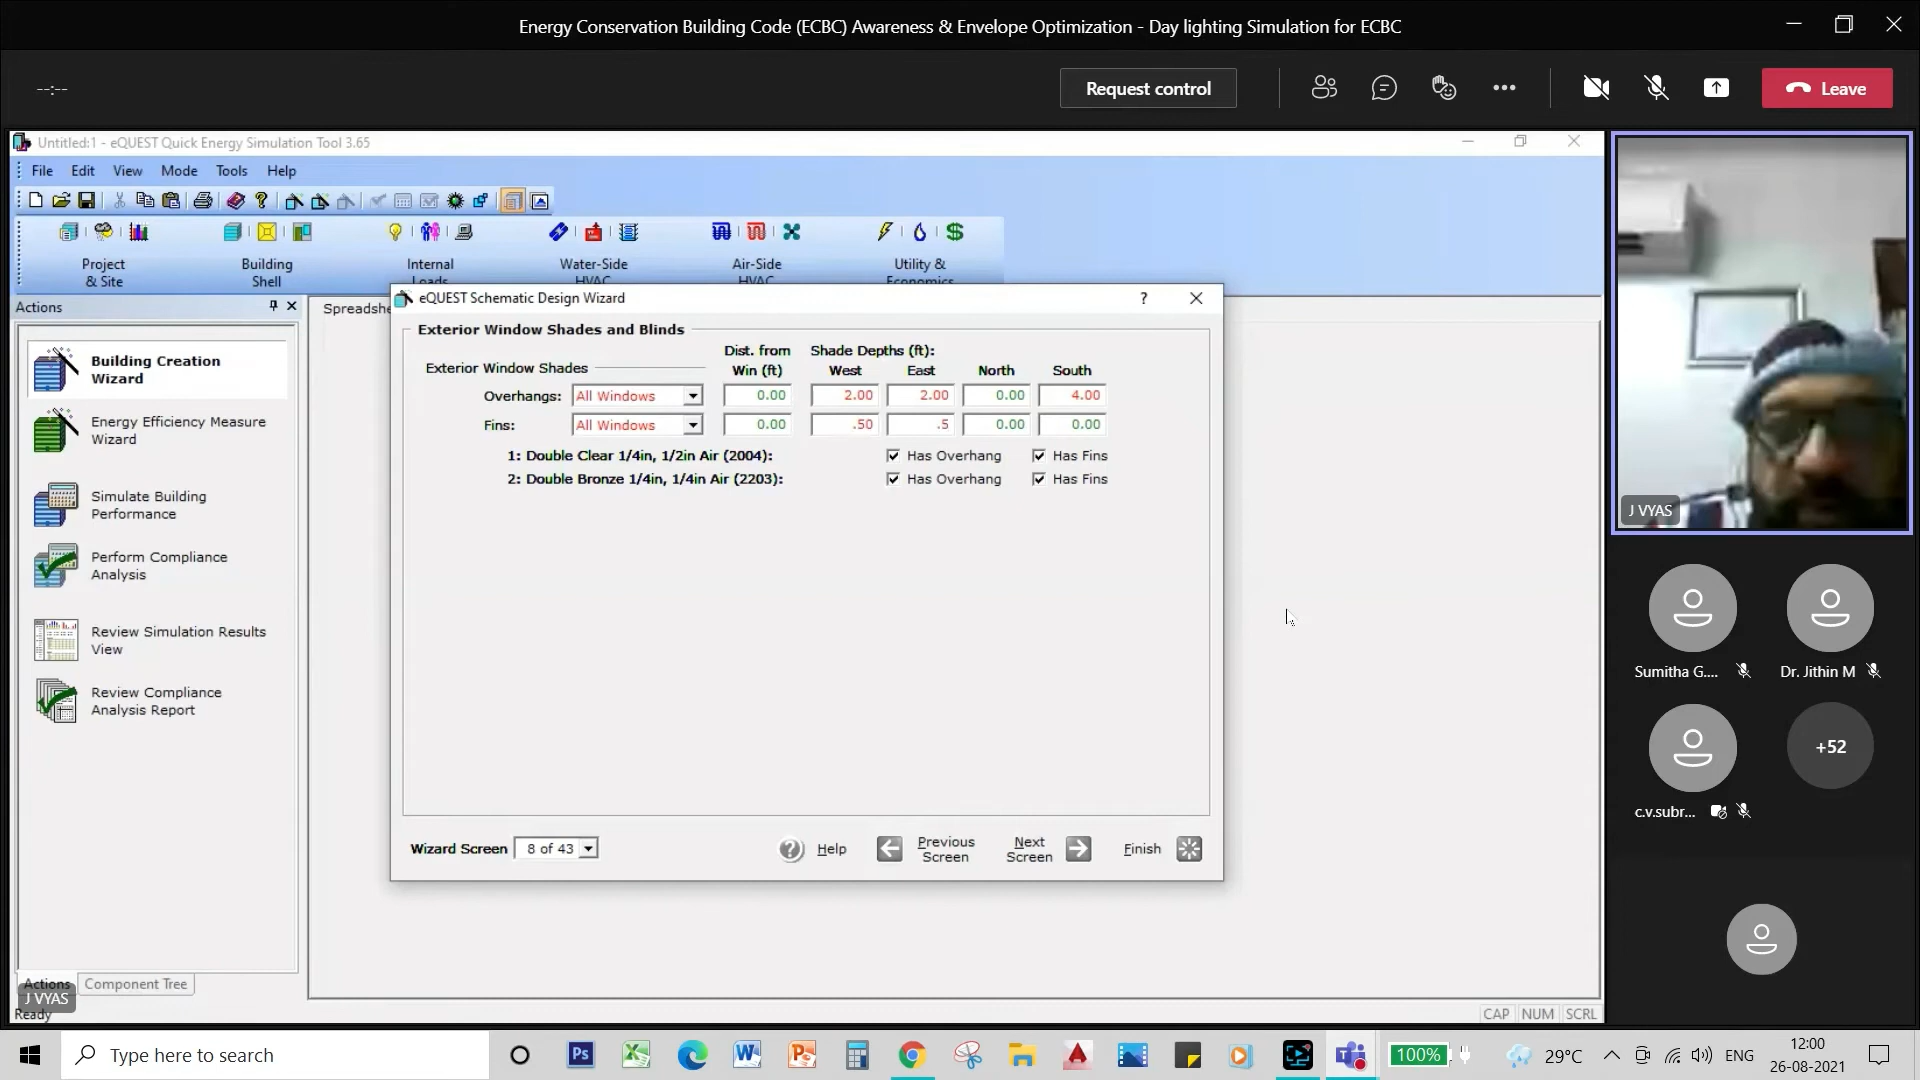 Energy Conservation Building Code (ECBC) Awareness & Envelope Optimization - Day lighting Simulation for ECBC
--:--
Request control
Leave
Untitled:1 - eQUEST Quick Energy Simulation Tool 3.65
File Edit View Mode Tools Help
Project & Site
Building Shell
Internal Loads
Water-Side HVAC
Air-Side HVAC
Utility & Economics
Actions
Building Creation Wizard
Energy Efficiency Measure Wizard
Simulate Building Performance
Perform Compliance Analysis
Review Simulation Results View
Review Compliance Analysis Report
Actions Component Tree
J VYAS
Ready
CAP NUM SCRL
eQUEST Schematic Design Wizard
?
Exterior Window Shades and Blinds
Exterior Window Shades
Dist. from Win (ft)
Shade Depths (ft):
West East North South
Overhangs: All Windows 0.00 2.00 2.00 0.00 4.00
Fins: All Windows 0.00 .50 .5 0.00 0.00
1: Double Clear 1/4in, 1/2in Air (2004): Has Overhang Has Fins
2: Double Bronze 1/4in, 1/4in Air (2203): Has Overhang Has Fins
Wizard Screen 8 of 43
Help
Previous Screen
Next Screen
Finish
J VYAS
Sumitha G....
Dr. Jithin M
c.v.subr...
+52
Type here to search
100%
29°C
ENG
12:00
26-08-2021